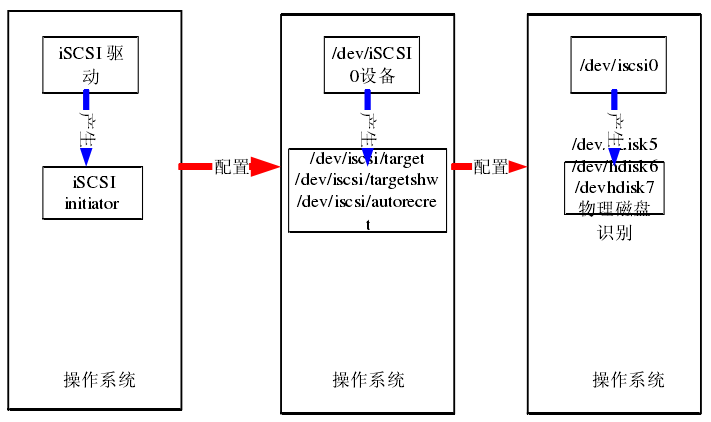 iSCSI 驱
动
产生
iSCSI
initiator
操作系统
配置
/dev/iSCSI
0设备
产生
/dev/iscsi/target
/dev/iscsi/targetshw
/dev/iscsi/autorecre
t
操作系统
配置
/dev/iscsi0
产生
/dev/hdisk6
/devhdisk7
物理磁盘
识别
操作系统